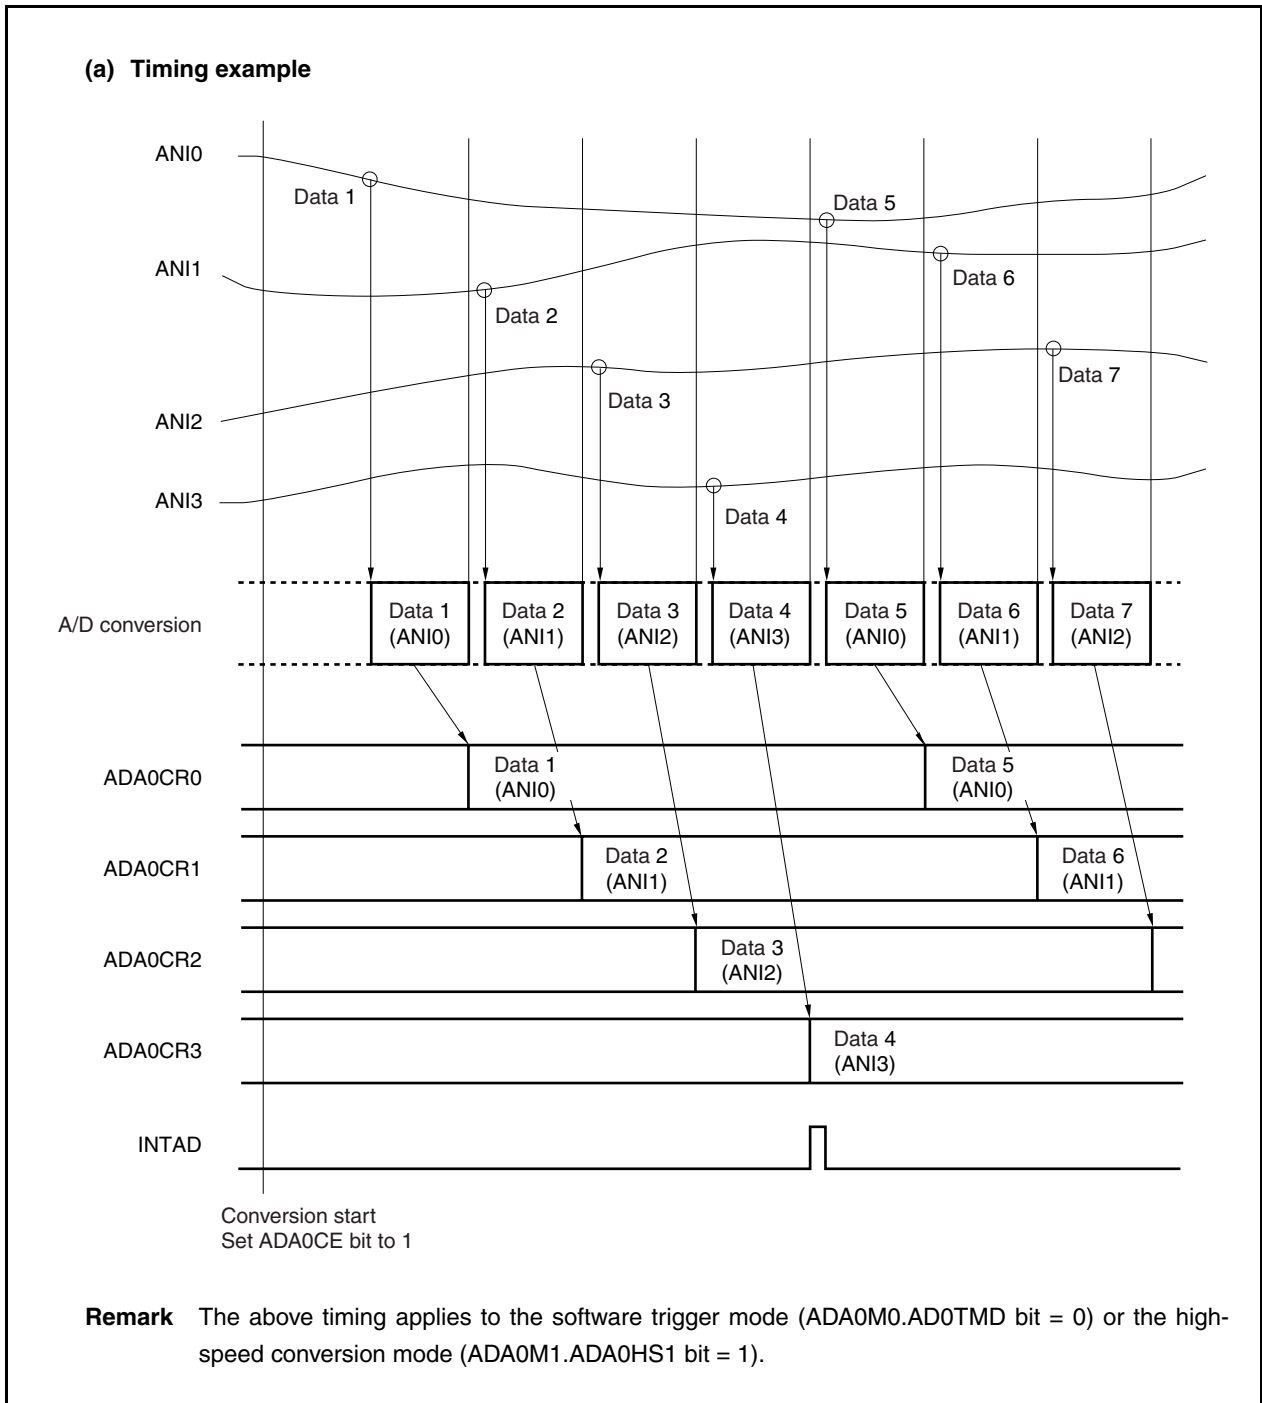 (a) Timing example
ANI0
Data 1
Data 5
ANI1
Data 6
Data 2
Data 7
Data 3
ANI2
ANI3
Data 4
A/D conversion
Data 1 Data 2 Data 3 Data 4 Data 5 Data 6 Data 7
(ANI0) (ANI1) (ANI2) (ANI3) (ANI0) (ANI1) (ANI2)
ADA0CR0
Data 1
(ANI0)
Data 5
(ANI0)
ADA0CR1
Data 2
(ANI1)
Data 6
(ANI1)
ADA0CR2
Data 3
(ANI2)
ADA0CR3
Data 4
(ANI3)
INTAD
Conversion start
Set ADA0CE bit to 1
Remark The above timing applies to the software trigger mode (ADA0M0.AD0TMD bit = 0) or the high-
speed conversion mode (ADA0M1.ADA0HS1 bit = 1).